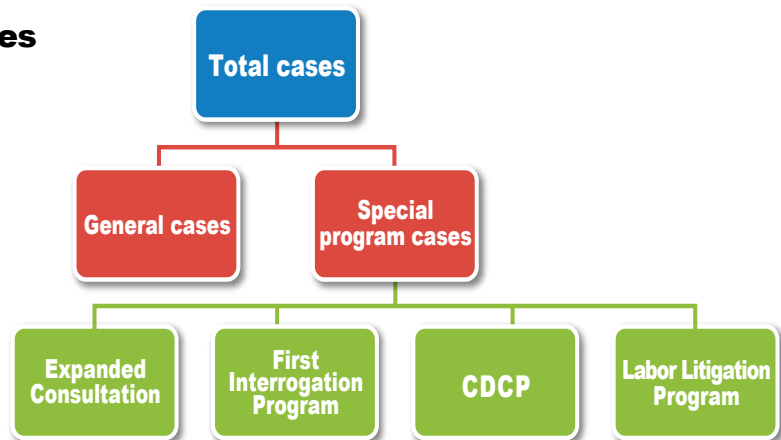 es
Total cases
General cases
Special
program cases
Expanded
Consultation
First
Interrogation
Program
CDCP
Labor Litigation
Program